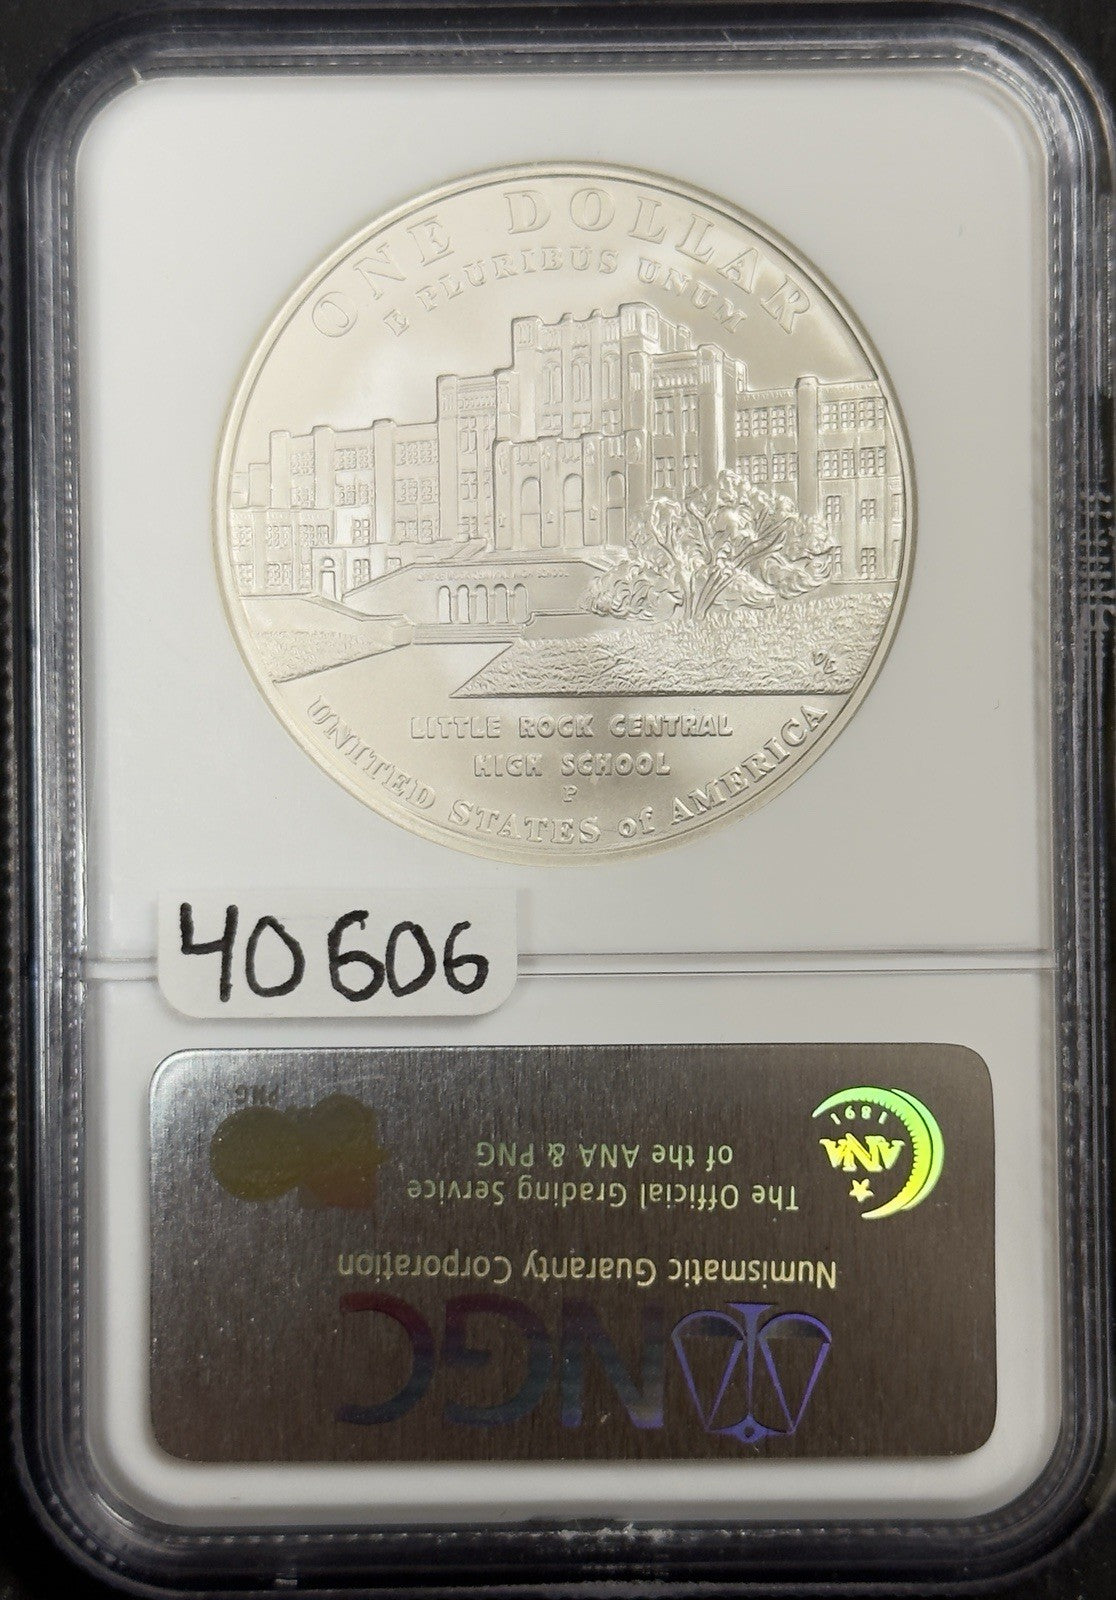 ONE DOLLAR
E PLURIBUS UNUM
LITTLE ROCK CENTRAL
HIGH SCHOOL
P
UNITED STATES of AMERICA
40606
NGC
Numismatic Guaranty Corporation
The Official Grading Service
of the ANA & PNG
1891
ANA
PNG